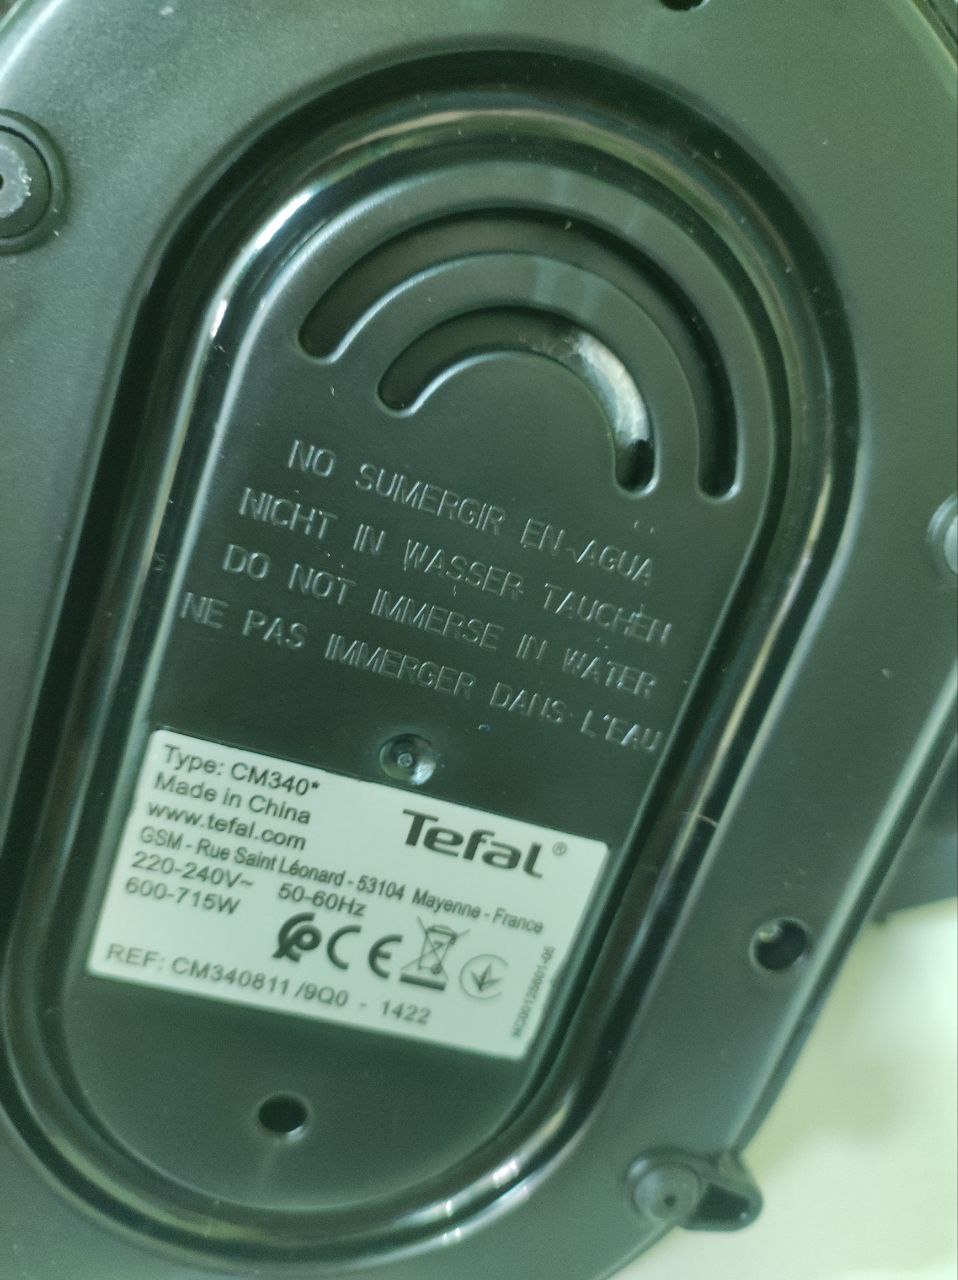 NO SUMERGIR EN AGUA
NICHT IN WASSER TAUCHEN
DO NOT IMMERSE IN WATER
NE PAS IMMERGER DANS L'EAU
Type: CM340*
Made in China
www.tefal.com
Tefal®
GSM - Rue Saint Léonard - 53104 Mayenne - France
220-240V~ 50-60Hz
600-715W
CE
REF: CM340811 /9Q0 - 1422